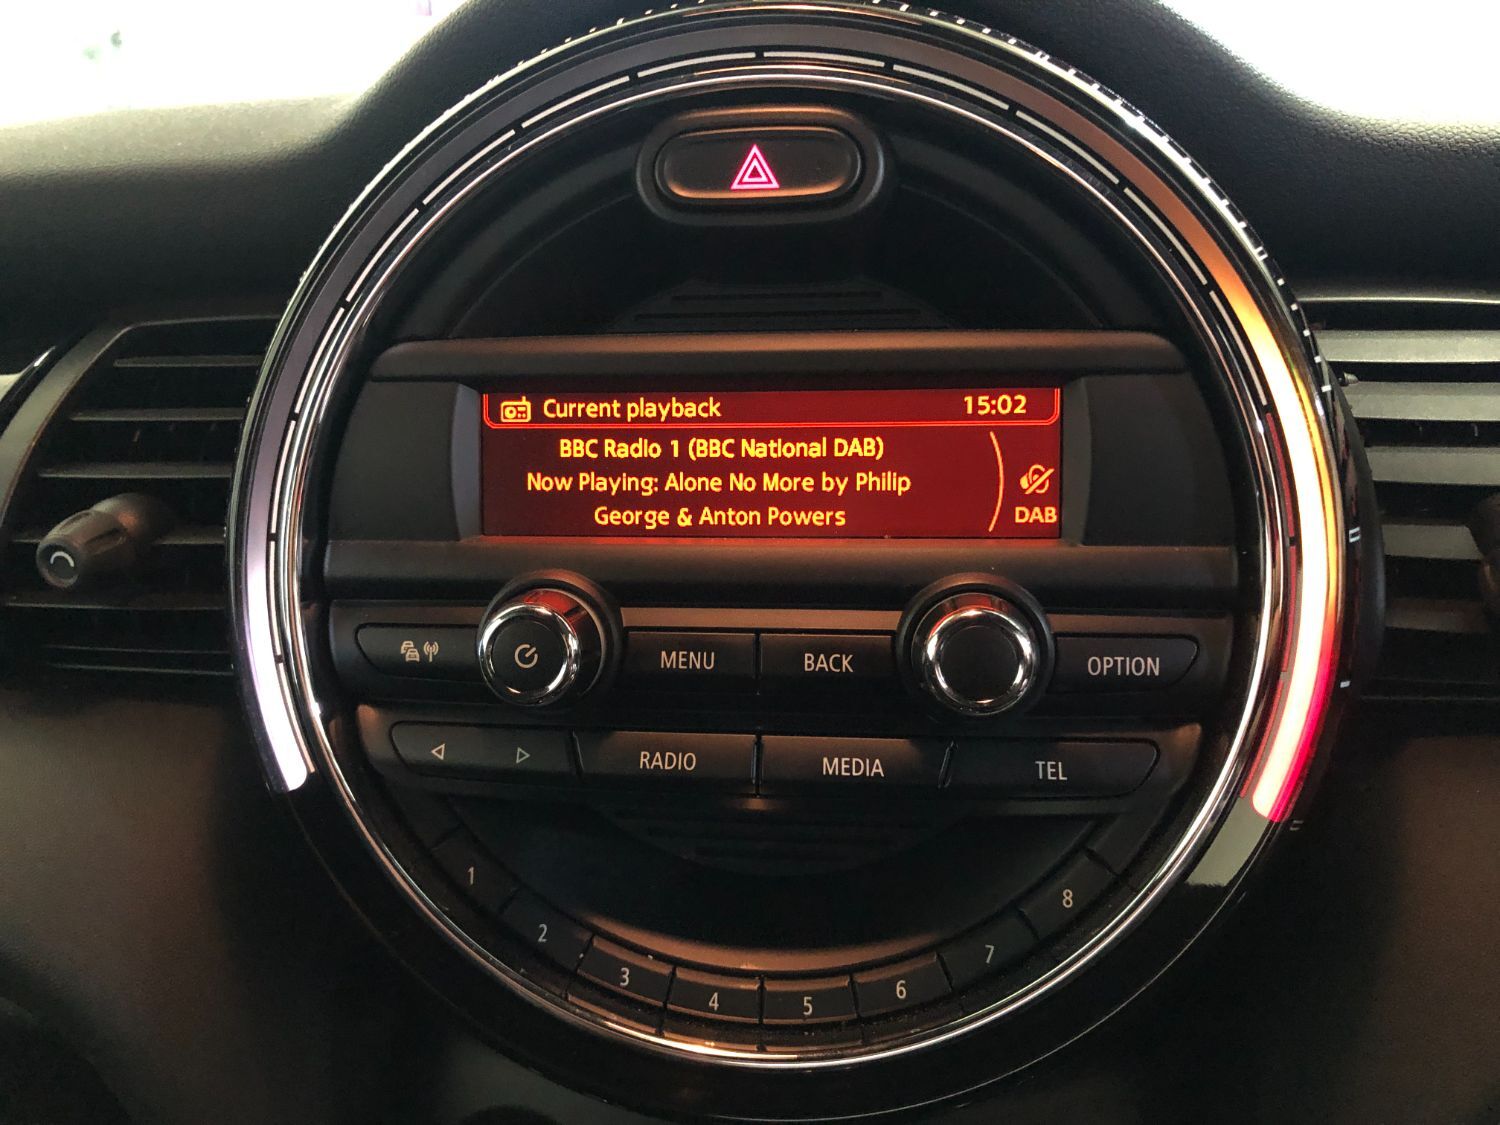 Current playback 15:02
BBC Radio 1 (BBC National DAB)
Now Playing: Alone No More by Philip
George & Anton Powers
DAB
MENU
BACK
OPTION
RADIO
MEDIA
TEL
1
2
3
4
5
6
7
8